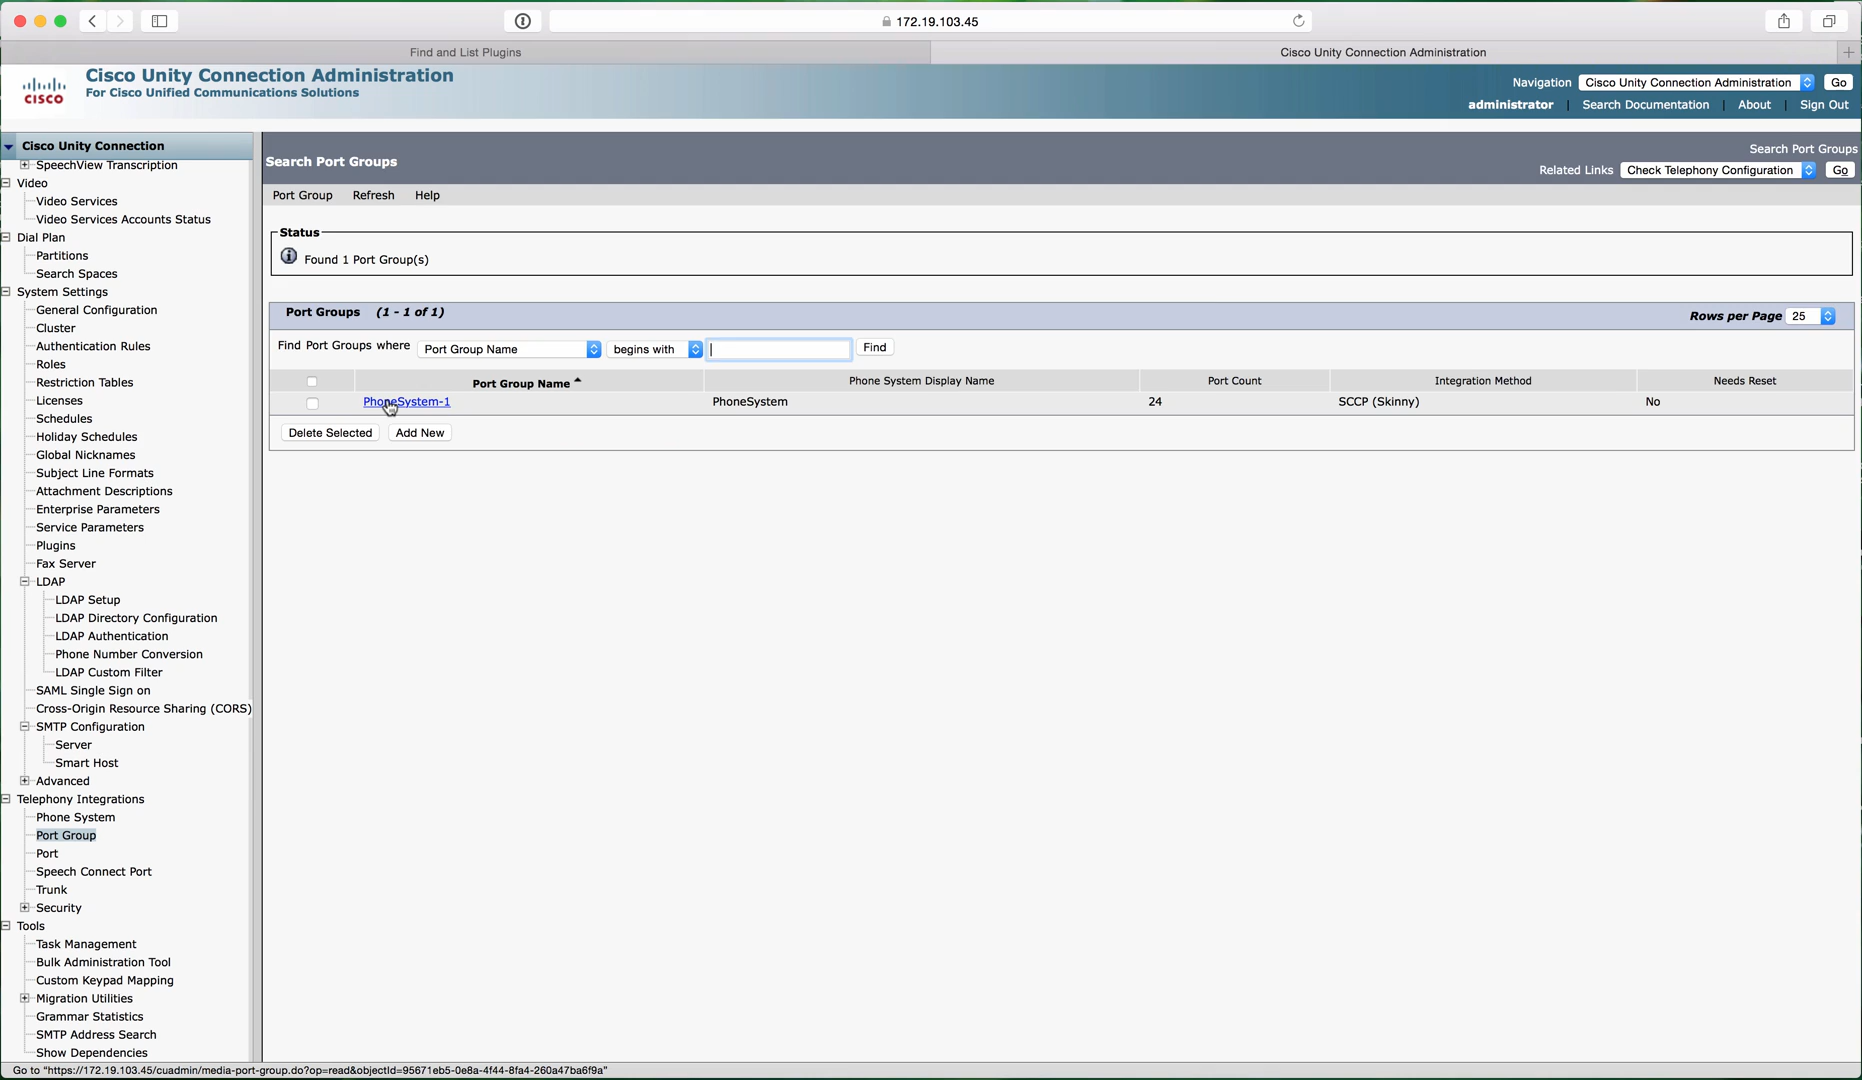 172.19.103.45
Find and List Plugins
Cisco Unity Connection Administration
CISCO
Cisco Unity Connection Administration
For Cisco Unified Communications Solutions
Navigation Cisco Unity Connection Administration Go
administrator | Search Documentation | About | Sign Out
Cisco Unity Connection
SpeechView Transcription
Video
Video Services
Video Services Accounts Status
Dial Plan
Partitions
Search Spaces
System Settings
General Configuration
Cluster
Authentication Rules
Roles
Restriction Tables
Licenses
Schedules
Holiday Schedules
Global Nicknames
Subject Line Formats
Attachment Descriptions
Enterprise Parameters
Service Parameters
Plugins
Fax Server
LDAP
LDAP Setup
LDAP Directory Configuration
LDAP Authentication
Phone Number Conversion
LDAP Custom Filter
SAML Single Sign on
Cross-Origin Resource Sharing (CORS)
SMTP Configuration
Server
Smart Host
Advanced
Telephony Integrations
Phone System
Port Group
Port
Speech Connect Port
Trunk
Security
Tools
Task Management
Bulk Administration Tool
Custom Keypad Mapping
Migration Utilities
Grammar Statistics
SMTP Address Search
Show Dependencies
Search Port Groups
Search Port Groups
Related Links Check Telephony Configuration Go
Port Group Refresh Help
Status
Found 1 Port Group(s)
Port Groups (1 - 1 of 1)
Rows per Page 25
Find Port Groups where Port Group Name begins with Find
Port Group Name Phone System Display Name Port Count Integration Method Needs Reset
PhoneSystem-1 PhoneSystem 24 SCCP (Skinny) No
Delete Selected Add New
Go to "https://172.19.103.45/cuadmin/media-port-group.do?op=read&objectId=95671eb5-0e8a-4f44-8fa4-260a47ba6f9a"